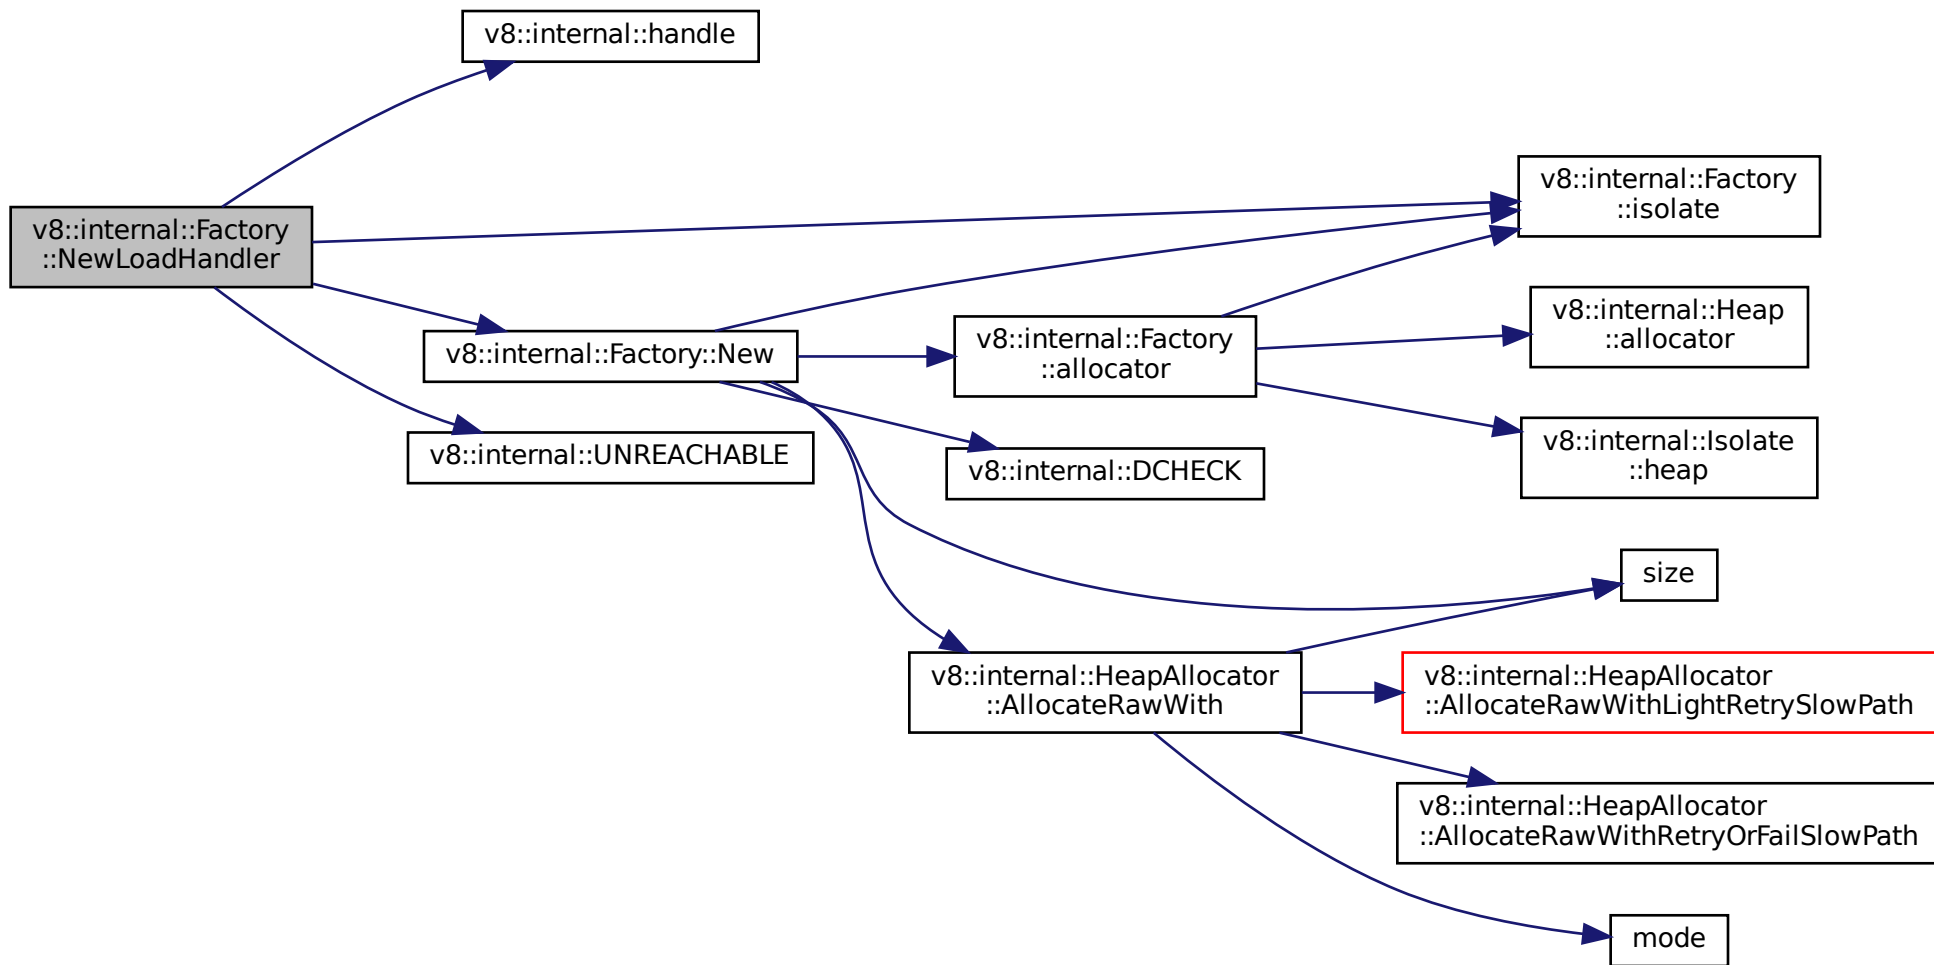 v8::internal::handle
v8::internal::Factory
::isolate
v8::internal::Factory
::NewLoadHandler
v8::internal::Heap
::allocator
v8::internal::Factory
::allocator
v8::internal::Factory::New
v8::internal::Isolate
::heap
v8::internal::UNREACHABLE
v8::internal::DCHECK
size
v8::internal::HeapAllocator
::AllocateRawWith
v8::internal::HeapAllocator
::AllocateRawWithLightRetrySlowPath
v8::internal::HeapAllocator
::AllocateRawWithRetryOrFailSlowPath
mode